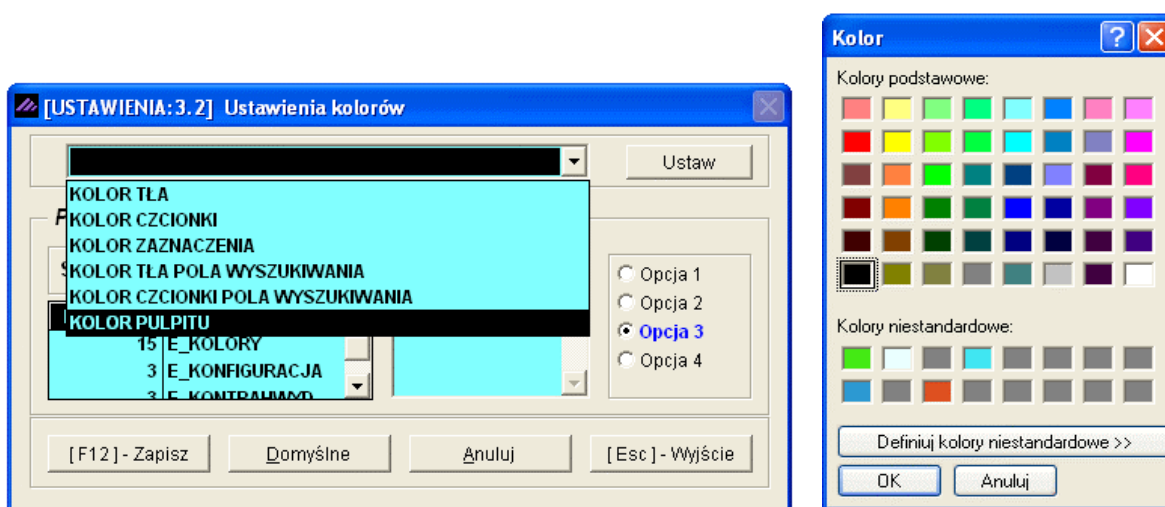 [USTAWIENIA:3.2] Ustawienia kolorów
Ustaw
KOLOR TŁA
KOLOR CZCIONKI
KOLOR ZAZNACZENIA
KOLOR TŁA POLA WYSZUKIWANIA
KOLOR CZCIONKI POLA WYSZUKIWANIA
KOLOR PULPITU
15 E_KOLORY
3 E_KONFIGURACJA
3 E_KONTRAHWYD
Opcja 1
Opcja 2
Opcja 3
Opcja 4
[F12] - Zapisz
Domyślne
Anuluj
[Esc] - Wyjście
Kolor
Kolory podstawowe:
Kolory niestandardowe:
Definiuj kolory niestandardowe >>
OK
Anuluj